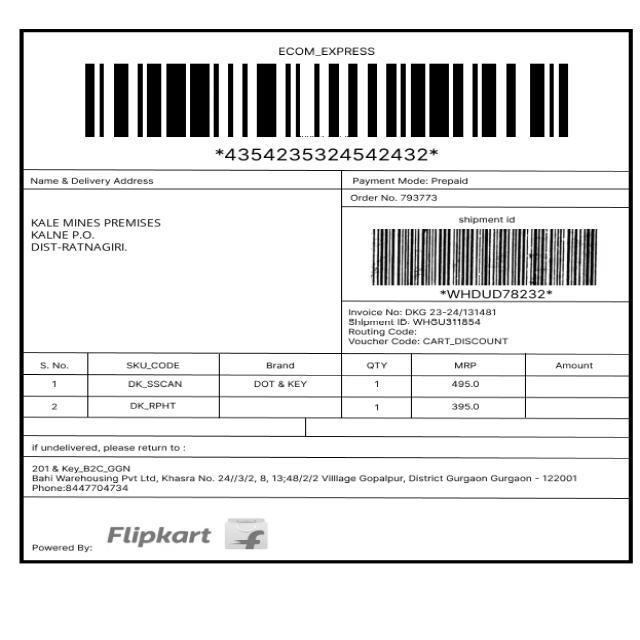 ECOM_EXPRESS
*4354235324542432*
Name & Delivery Address
Payment Mode: Prepaid
Order No. 793773
KALE MINES PREMISES
KALNE P.O.
DIST-RATNAGIRI.
shipment id
*WHDUD78232*
Invoice No: DKG 23-24/131481
Shipment ID: WHGU311854
Routing Code:
Voucher Code: CART_DISCOUNT
S. No. SKU_CODE Brand QTY MRP Amount
1 DK_SSCAN DOT & KEY 1 495.0
2 DK_RPHT 1 395.0
if undelivered, please return to :
201 & Key_B2C_GGN
Bahi Warehousing Pvt Ltd, Khasra No. 24//3/2, 8, 13;48/2/2 Villlage Gopalpur, District Gurgaon Gurgaon - 122001
Phone:8447704734
Powered By: Flipkart